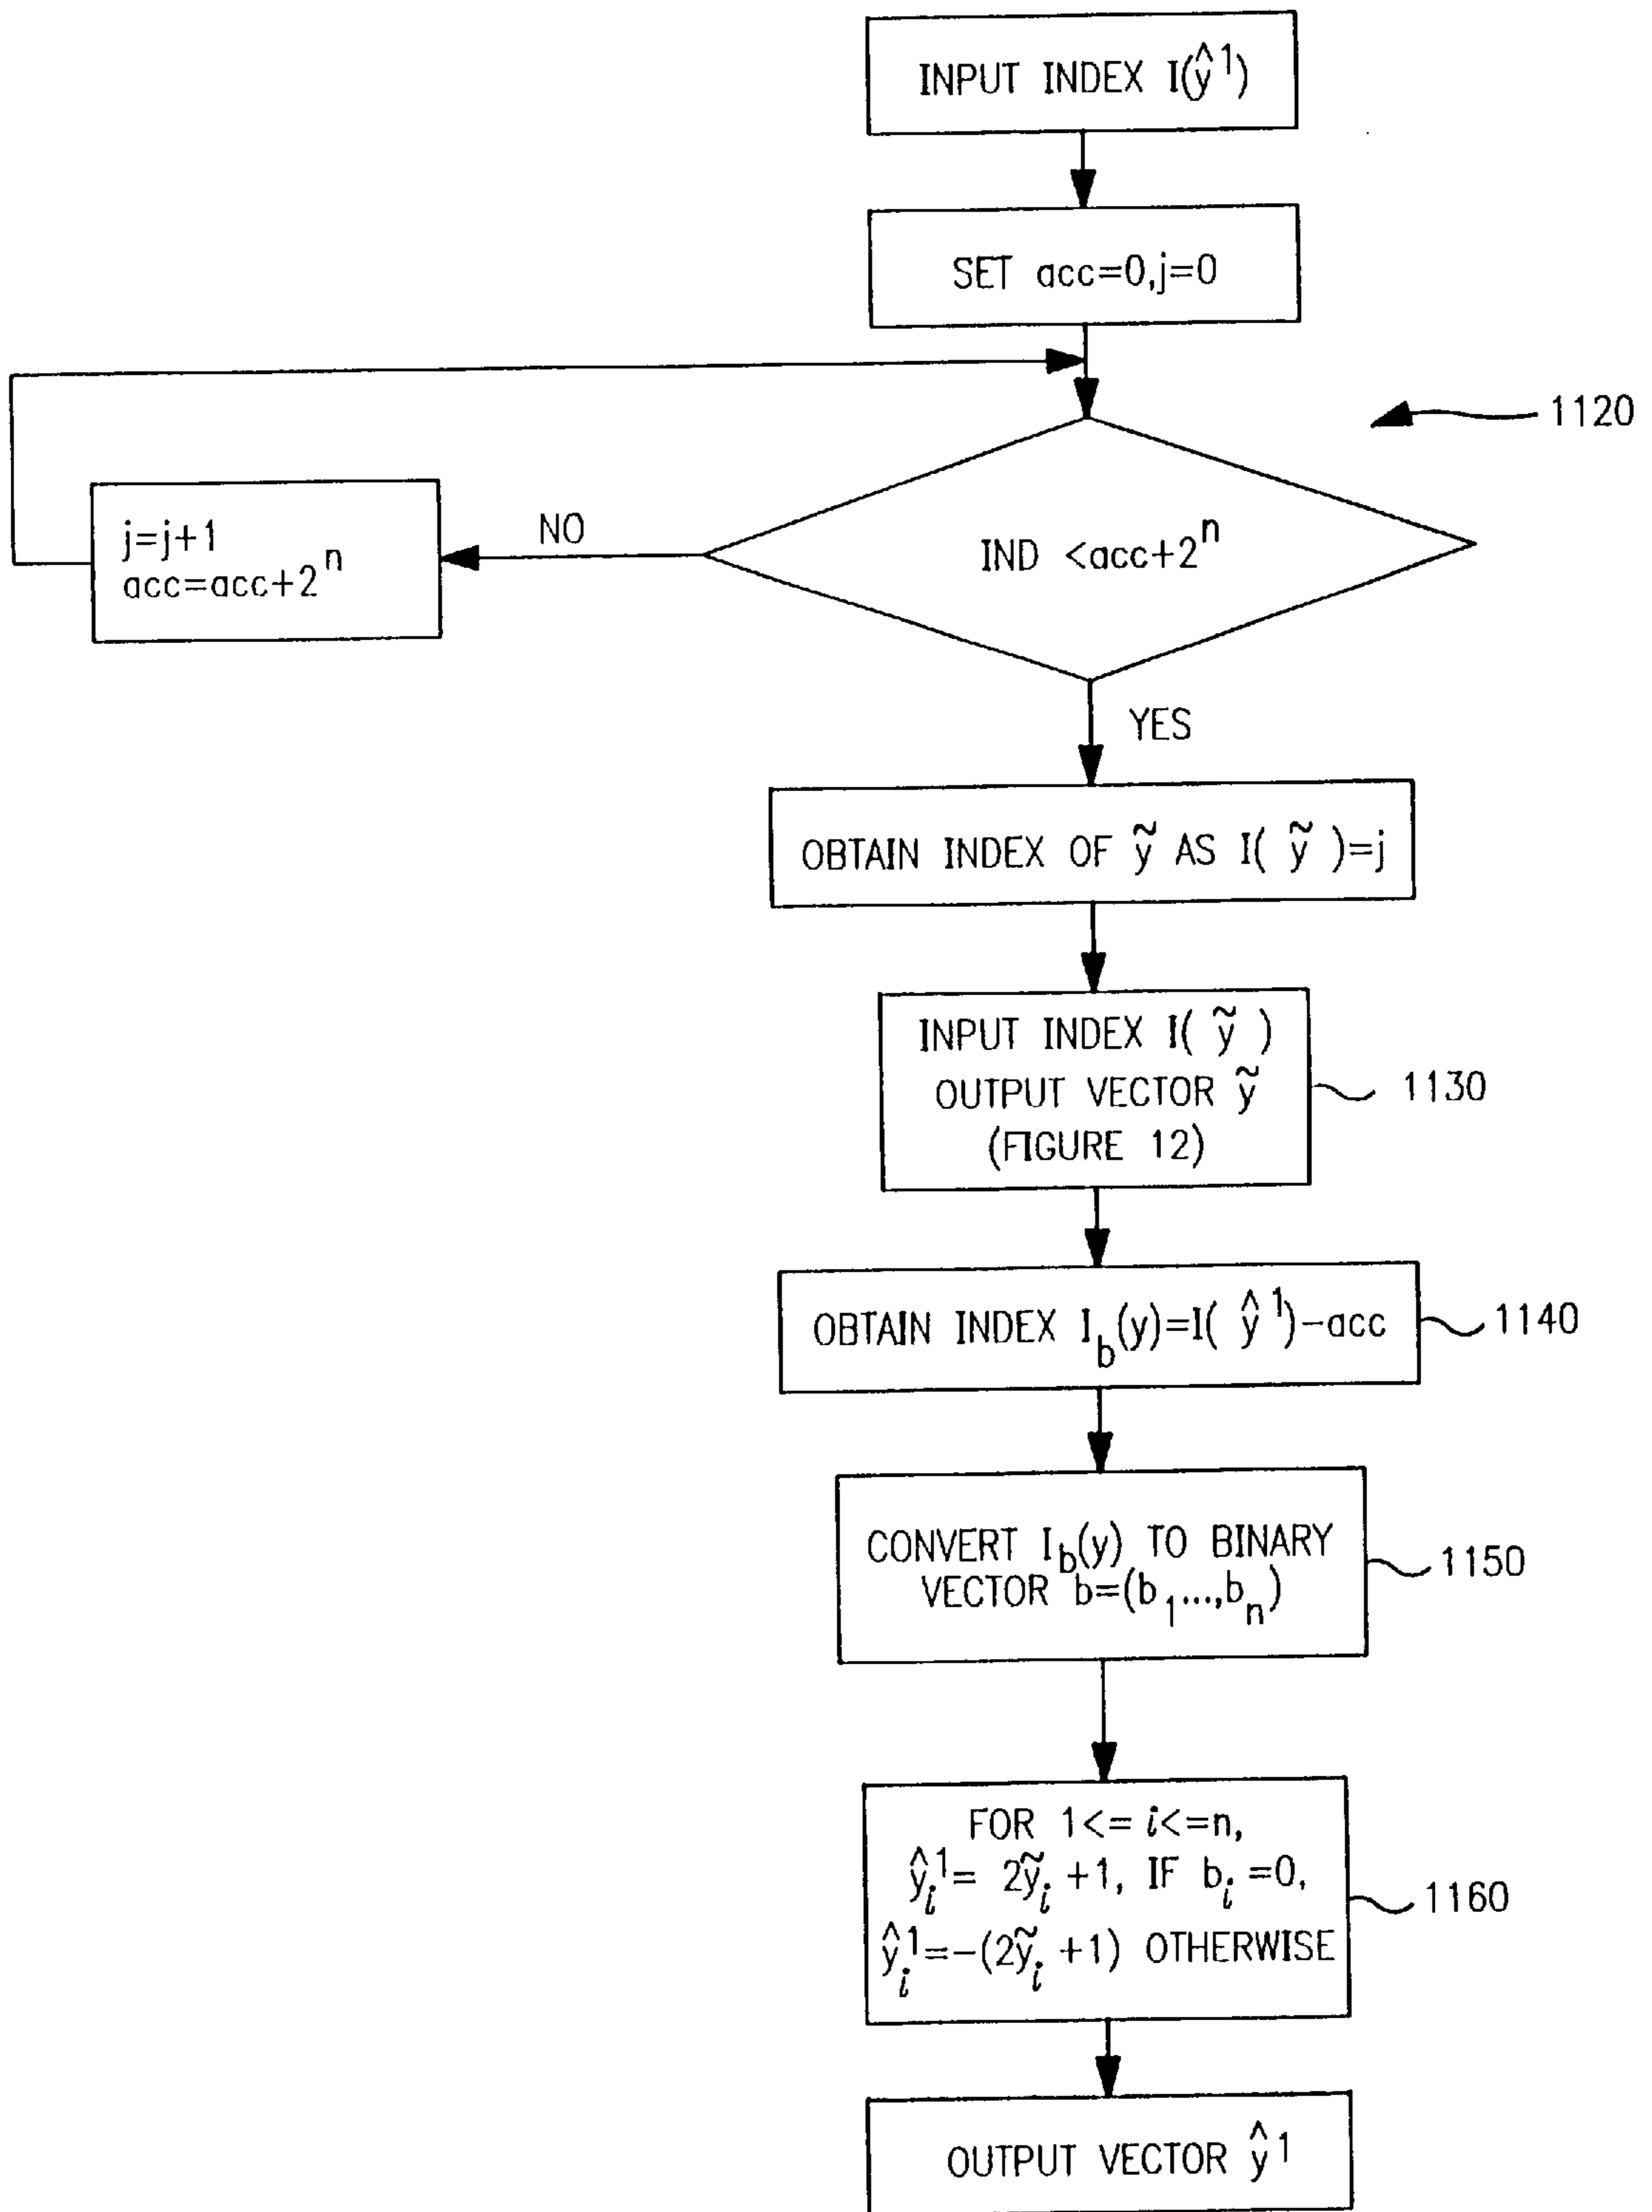 INPUT INDEX I(ŷ¹)
SET acc=0,j=0
1120
IND <acc+2ⁿ
NO
j=j+1
acc=acc+2ⁿ
YES
OBTAIN INDEX OF ỹ AS I( ỹ )=j
INPUT INDEX I( ỹ )
OUTPUT VECTOR ỹ
(FIGURE 12)
1130
OBTAIN INDEX I_b(y)=I( ŷ¹)-acc
1140
CONVERT I_b(y) TO BINARY
VECTOR b=(b₁...,bₙ)
1150
FOR 1<= i<=n,
ŷᵢ¹= 2ỹᵢ +1, IF bᵢ =0,
ŷᵢ¹=-(2ỹᵢ +1) OTHERWISE
1160
OUTPUT VECTOR ŷ¹